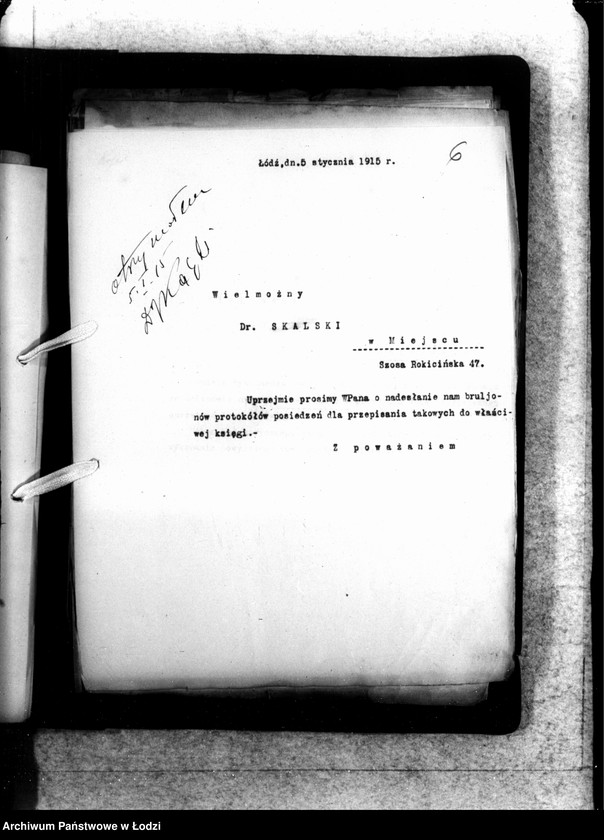 Łódź,dn.5 stycznia 1915 r.
6
otrzymałem
5.I.15
Wielmożny
Dr. SKALSKI
w Miejscu
Szosa Rokicińska 47.
Uprzejmie prosimy WPana o nadesłanie nam bruljo-
nów protokółów posiedzeń dla przepisania takowych do właści-
wej księgi.-
Z poważaniem
Archiwum Państwowe w Łodzi